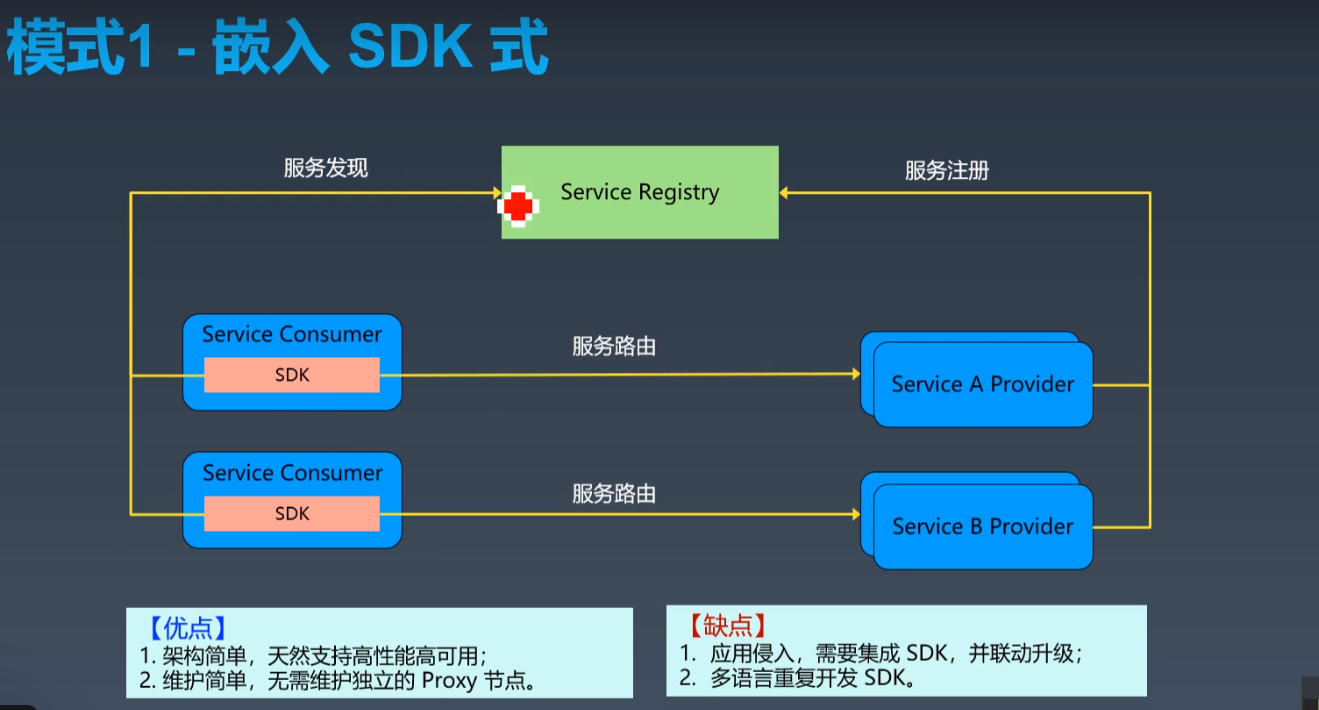 模式1 - 嵌入 SDK 式
服务发现
Service Registry
服务注册
Service Consumer
SDK
服务路由
Service A Provider
Service Consumer
SDK
服务路由
Service B Provider
【优点】
1. 架构简单，天然支持高性能高可用；
2. 维护简单，无需维护独立的 Proxy 节点。
【缺点】
1. 应用侵入，需要集成 SDK，并联动升级；
2. 多语言重复开发 SDK。